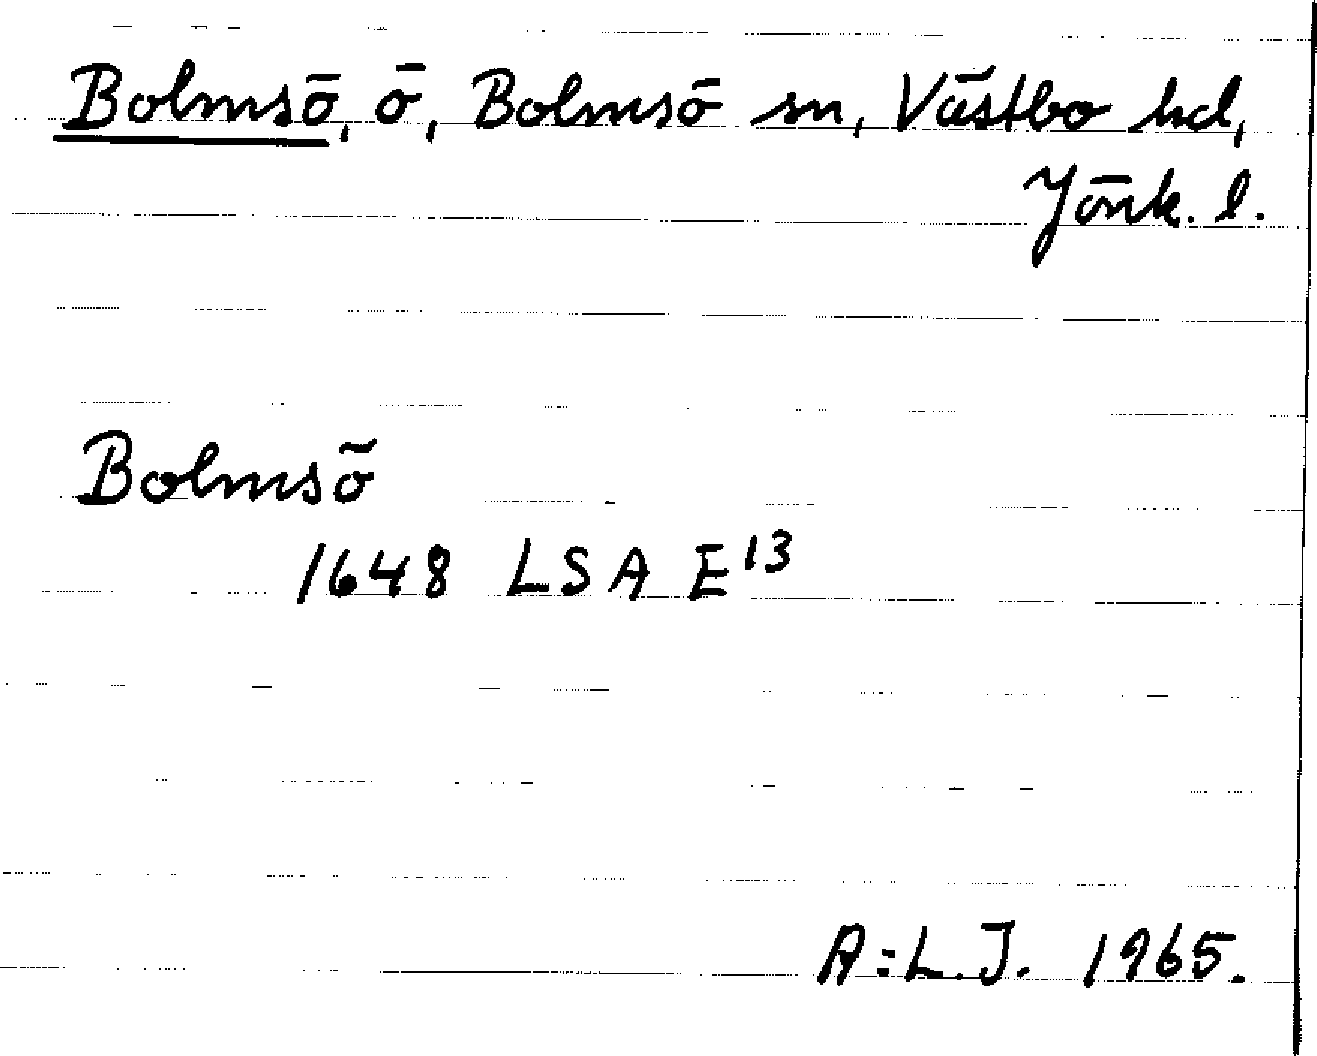 Bolmsö, ö, Bolmsö sn, Västbo hd,
Jönk. l.
Bolmsö
1648 LSA E13
A:L.J. 1965.